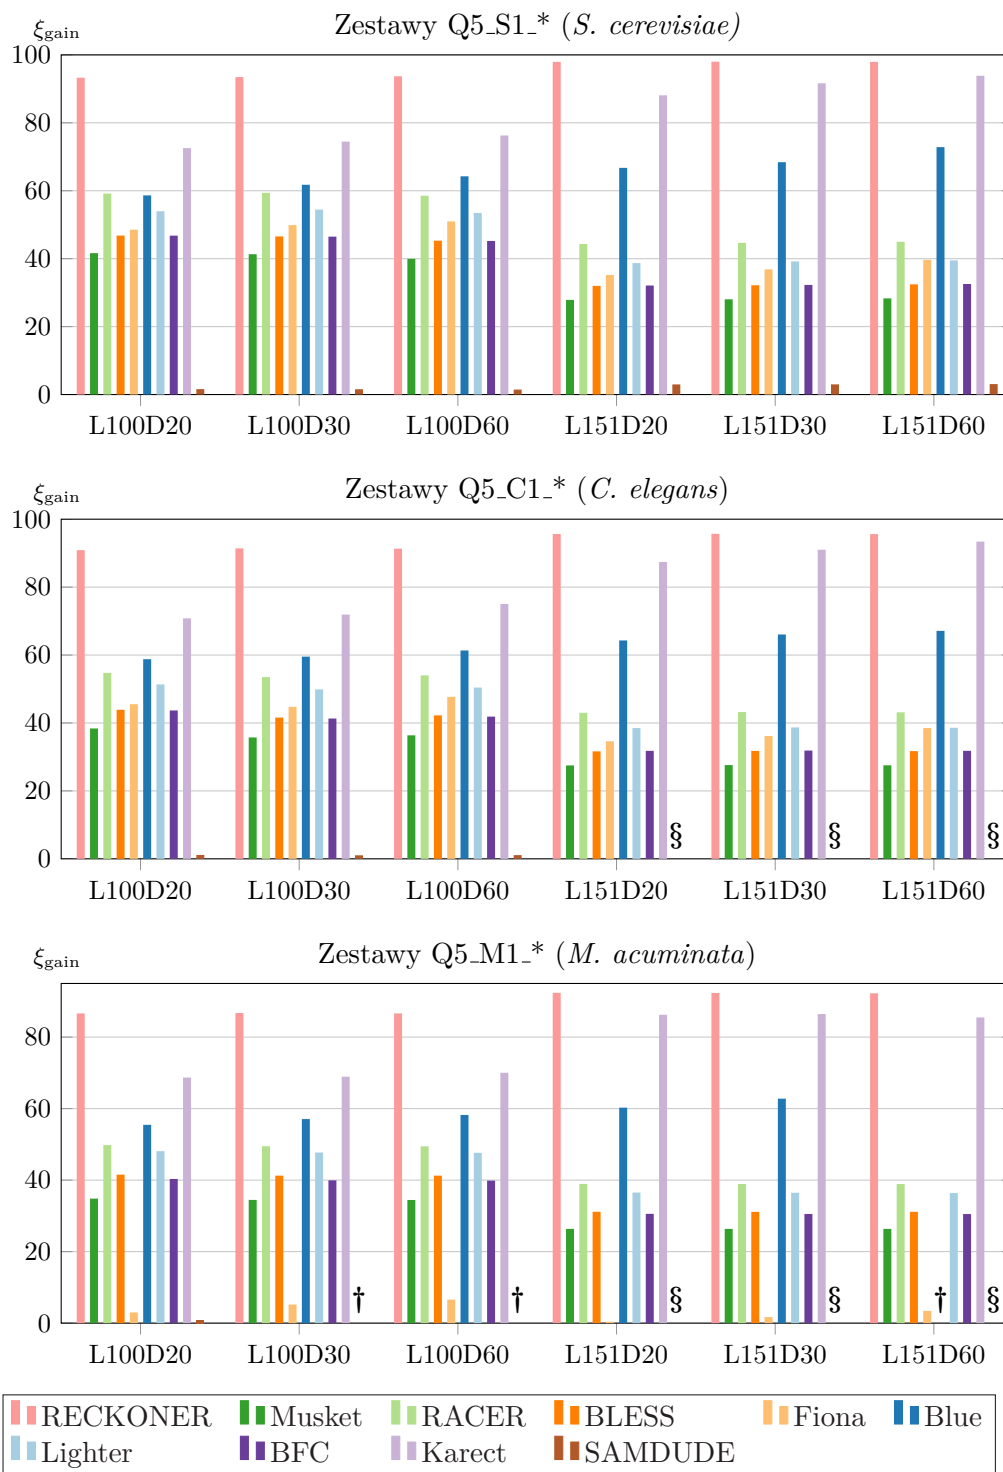 ξgain
Zestawy Q5_S1_* (S. cerevisiae)
100
80
60
40
20
0
L100D20 L100D30 L100D60 L151D20 L151D30 L151D60
ξgain
Zestawy Q5_C1_* (C. elegans)
100
80
60
40
20
0
§ § §
L100D20 L100D30 L100D60 L151D20 L151D30 L151D60
ξgain
Zestawy Q5_M1_* (M. acuminata)
80
60
40
20
0
† † § § † §
L100D20 L100D30 L100D60 L151D20 L151D30 L151D60
RECKONER Musket RACER BLESS Fiona Blue
Lighter BFC Karect SAMDUDE